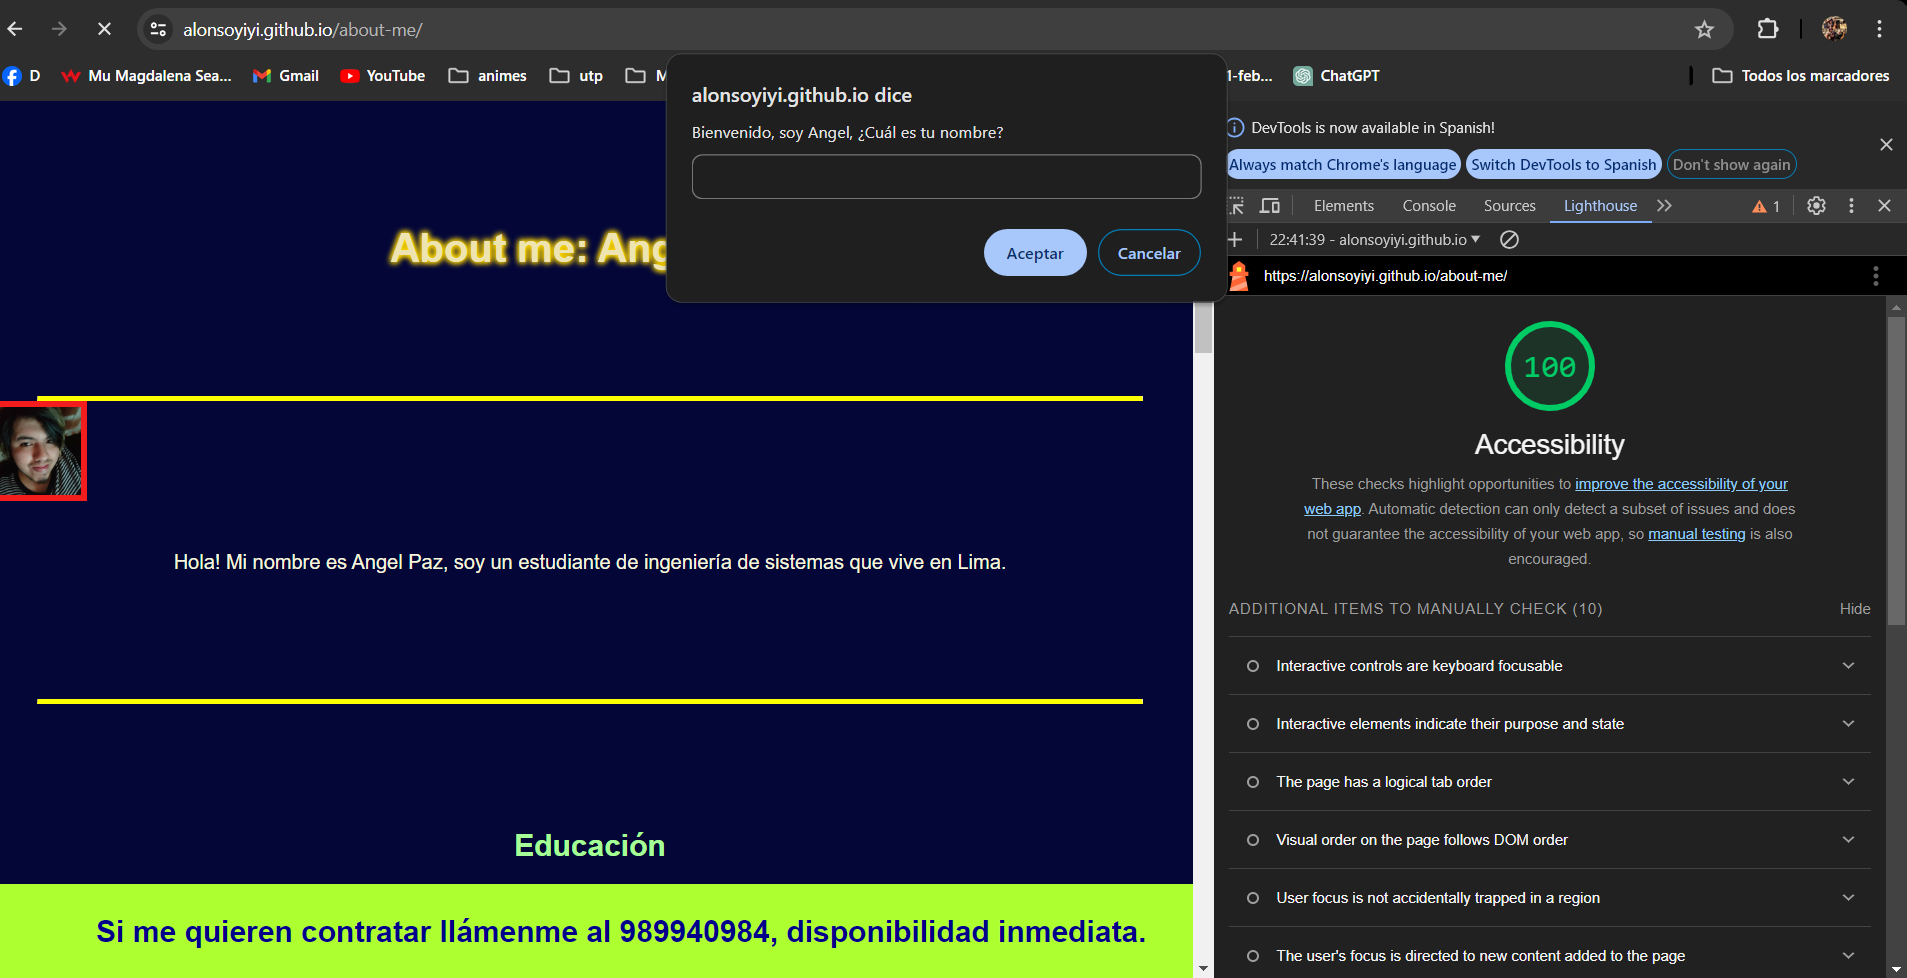 alonsoyiyi.github.io/about-me/
D
Mu Magdalena Sea...
Gmail
YouTube
animes
utp
M
1-feb...
ChatGPT
Todos los marcadores
alonsoyiyi.github.io dice
Bienvenido, soy Angel, ¿Cuál es tu nombre?
Aceptar
Cancelar
About me: Ang
Hola! Mi nombre es Angel Paz, soy un estudiante de ingeniería de sistemas que vive en Lima.
Educación
Si me quieren contratar llámenme al 989940984, disponibilidad inmediata.
DevTools is now available in Spanish!
Always match Chrome's language
Switch DevTools to Spanish
Don't show again
Elements
Console
Sources
Lighthouse
1
22:41:39 - alonsoyiyi.github.io
https://alonsoyiyi.github.io/about-me/
100
Accessibility
These checks highlight opportunities to improve the accessibility of your
web app. Automatic detection can only detect a subset of issues and does
not guarantee the accessibility of your web app, so manual testing is also
encouraged.
ADDITIONAL ITEMS TO MANUALLY CHECK (10)
Hide
Interactive controls are keyboard focusable
Interactive elements indicate their purpose and state
The page has a logical tab order
Visual order on the page follows DOM order
User focus is not accidentally trapped in a region
The user's focus is directed to new content added to the page